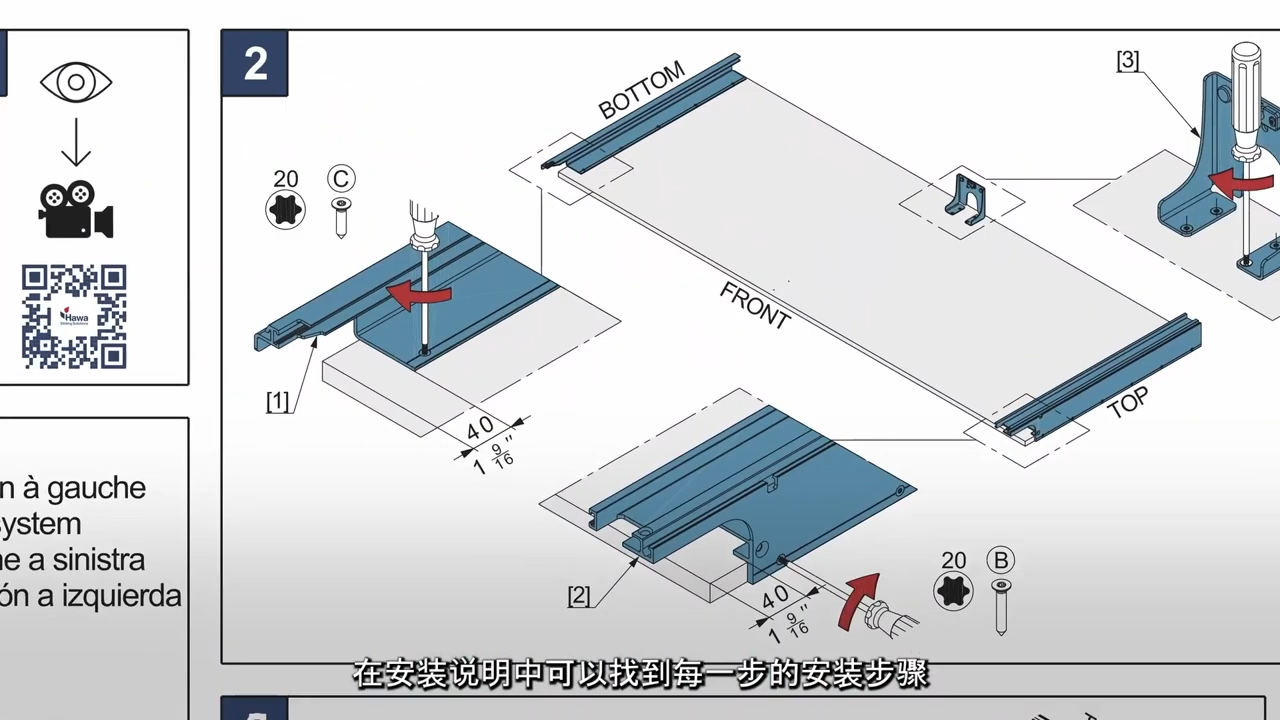 2
BOTTOM
[3]
20
C
Hawa
FRONT
[1]
40
1 9/16"
TOP
n à gauche
system
ne a sinistra
ón a izquierda
[2]
20
B
40
1 9/16"
在安装说明中可以找到每一步的安装步骤